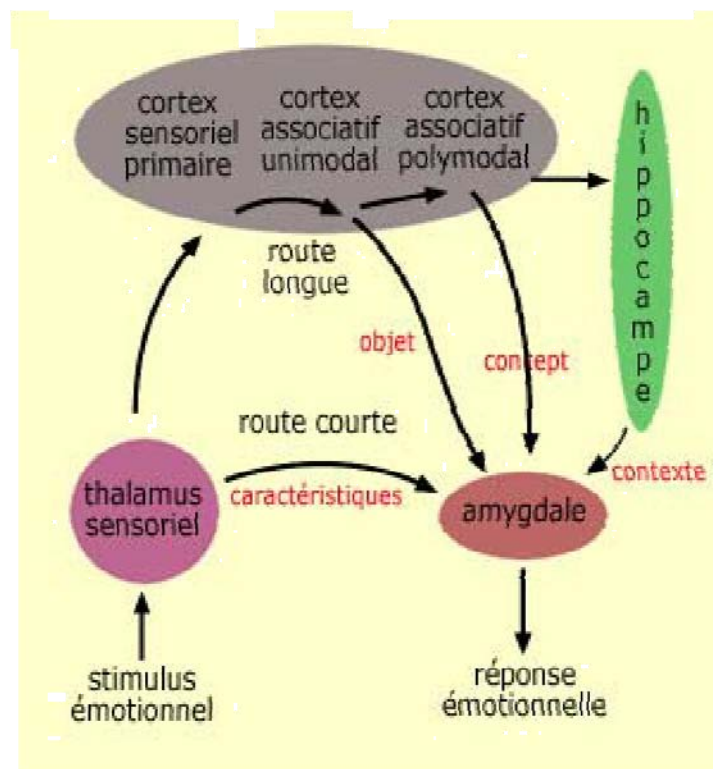 cortex
sensoriel
primaire
cortex
associatif
unimodal
cortex
associatif
polymodal
hippocampe
route
longue
objet
concept
route courte
caractéristiques
contexte
thalamus
sensoriel
amygdale
stimulus
émotionnel
réponse
émotionnelle